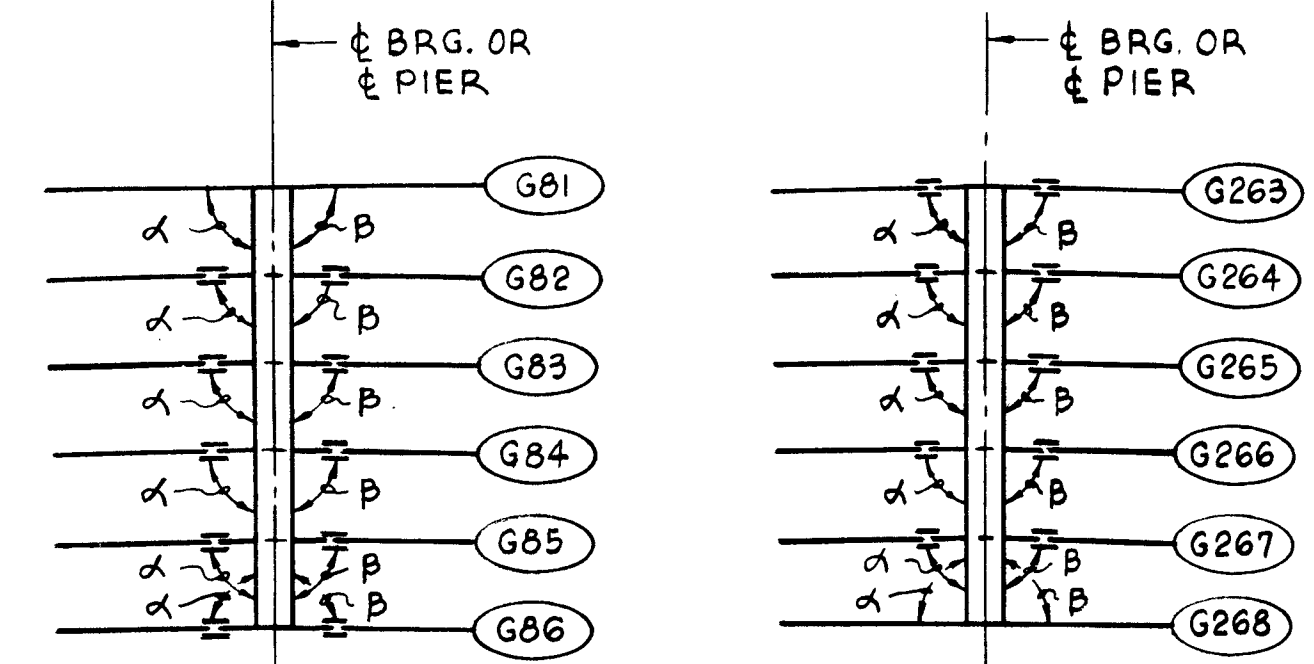 ℄ BRG. OR
℄ PIER
G81
α β
G82
α β
G83
α β
G84
α β
G85
α β
α β
G86
℄ BRG. OR
℄ PIER
G263
α β
G264
α β
G265
α β
G266
α β
G267
α β
α β
G268